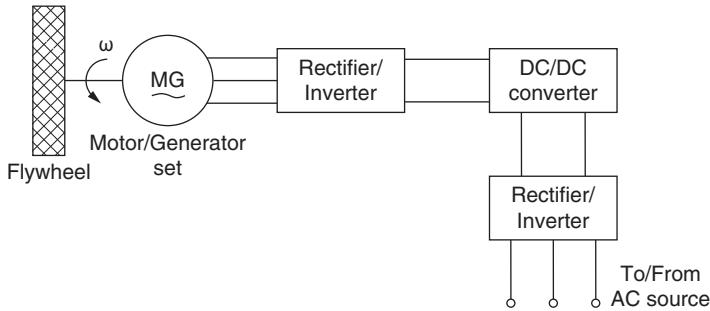 ω
MG
Rectifier/
Inverter
DC/DC
converter
Motor/Generator
set
Flywheel
Rectifier/
Inverter
To/From
AC source